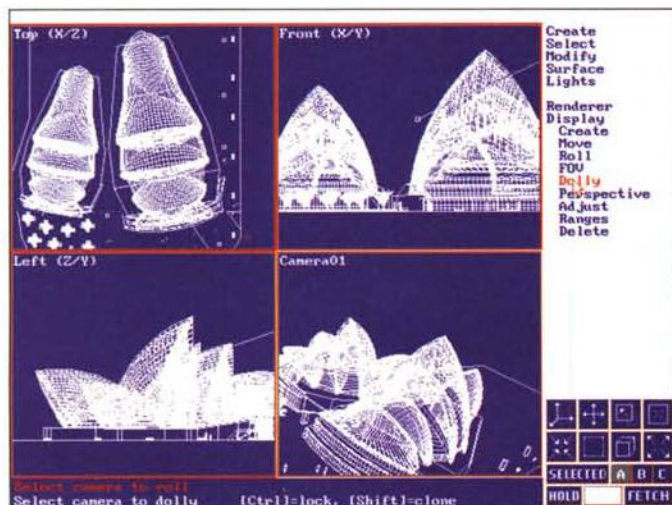 Top (X/Z)
Front (X/Y)
Left (Z/Y)
Camera01
Create
Select
Modify
Surface
Lights
Renderer
Display
Create
Move
Roll
FOV
Dolly
Perspective
Adjust
Ranges
Delete
SELECTED A B C
HOLD FETCH
Select camera to roll
Select camera to dolly [Ctrl]=lock, [Shift]=clone